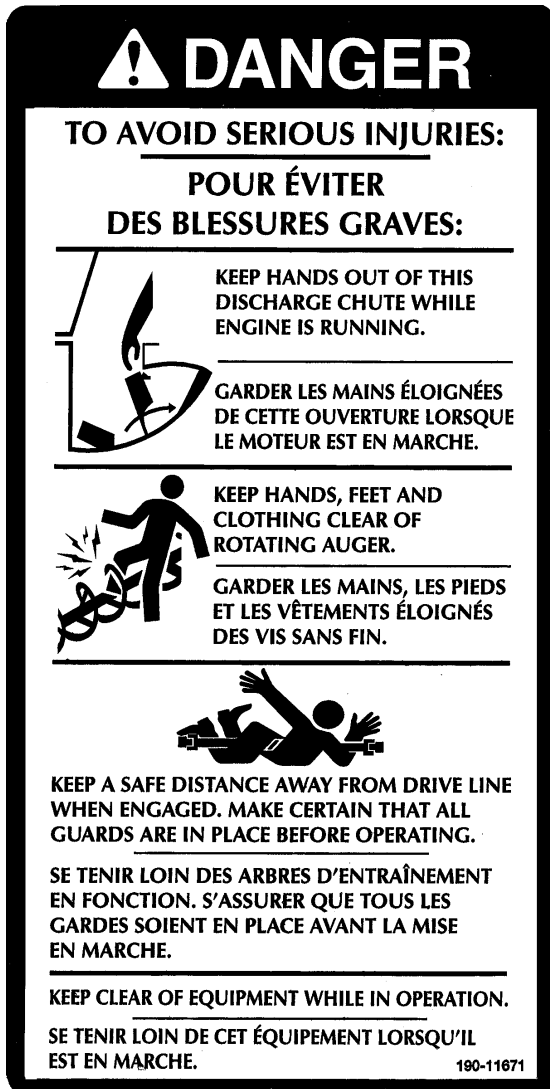 DANGER
TO AVOID SERIOUS INJURIES:
POUR ÉVITER
DES BLESSURES GRAVES:
KEEP HANDS OUT OF THIS
DISCHARGE CHUTE WHILE
ENGINE IS RUNNING.
GARDER LES MAINS ÉLOIGNÉES
DE CETTE OUVERTURE LORSQUE
LE MOTEUR EST EN MARCHE.
KEEP HANDS, FEET AND
CLOTHING CLEAR OF
ROTATING AUGER.
GARDER LES MAINS, LES PIEDS
ET LES VÊTEMENTS ÉLOIGNÉS
DES VIS SANS FIN.
KEEP A SAFE DISTANCE AWAY FROM DRIVE LINE
WHEN ENGAGED. MAKE CERTAIN THAT ALL
GUARDS ARE IN PLACE BEFORE OPERATING.
SE TENIR LOIN DES ARBRES D'ENTRAÎNEMENT
EN FONCTION. S'ASSURER QUE TOUS LES
GARDES SOIENT EN PLACE AVANT LA MISE
EN MARCHE.
KEEP CLEAR OF EQUIPMENT WHILE IN OPERATION.
SE TENIR LOIN DE CET ÉQUIPEMENT LORSQU'IL
EST EN MARCHE.
190-11671